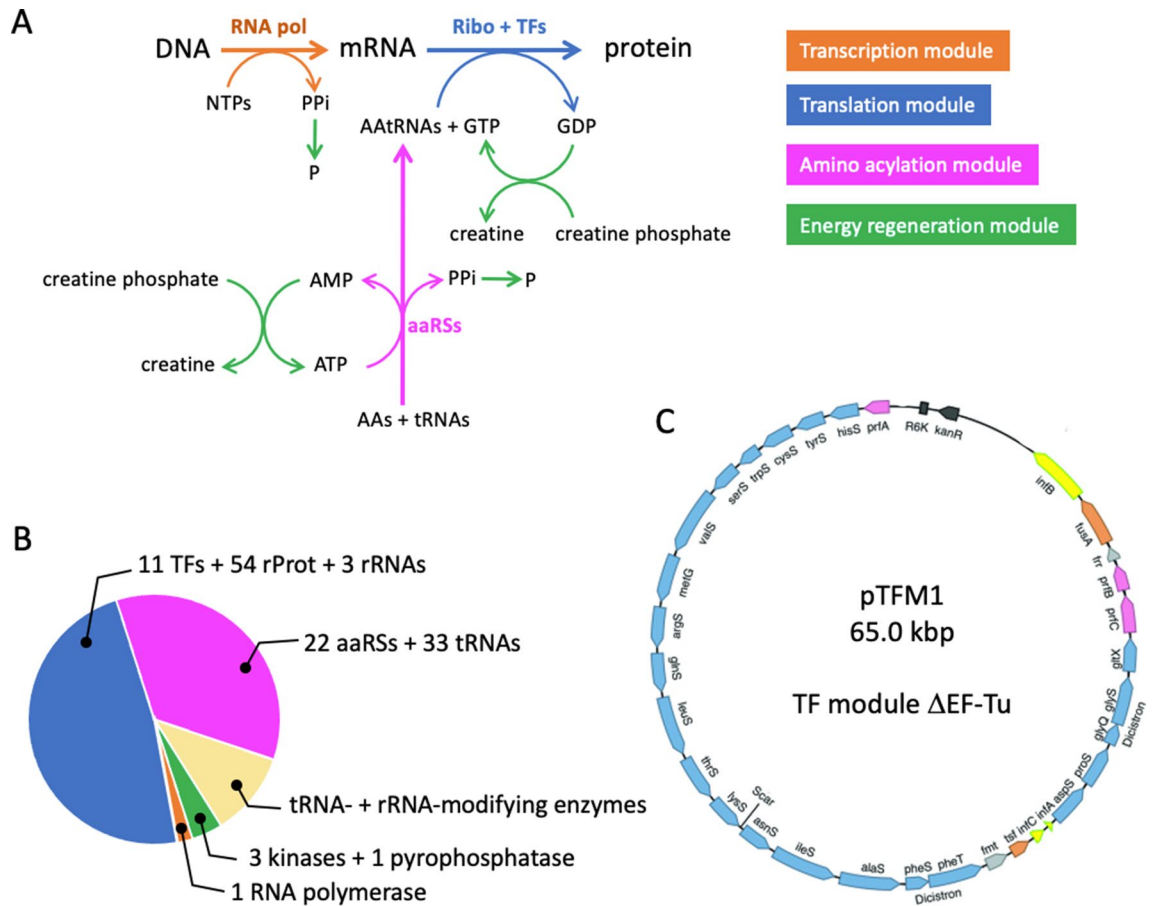 A
DNA
RNA pol
mRNA
Ribo + TFs
protein
NTPs
PPi
P
AAtRNAs + GTP
GDP
creatine
creatine phosphate
creatine phosphate
AMP
PPi
P
aaRSs
creatine
ATP
AAs + tRNAs
Transcription module
Translation module
Amino acylation module
Energy regeneration module
B
11 TFs + 54 rProt + 3 rRNAs
22 aaRSs + 33 tRNAs
tRNA- + rRNA-modifying enzymes
3 kinases + 1 pyrophosphatase
1 RNA polymerase
C
pTFM1
65.0 kbp
TF module ΔEF-Tu
R6K
kanR
infB
fusA
frr
prfB
prfC
gltX
glyS
glyQ
Dicistron
proS
aspS
infA
infC
tsf
fmt
pheT
pheS
Dicistron
alaS
ileS
asnS
Scar
lysS
thrS
leuS
glnS
argS
metG
valS
serS
trpS
cysS
tyrS
hisS
prfA